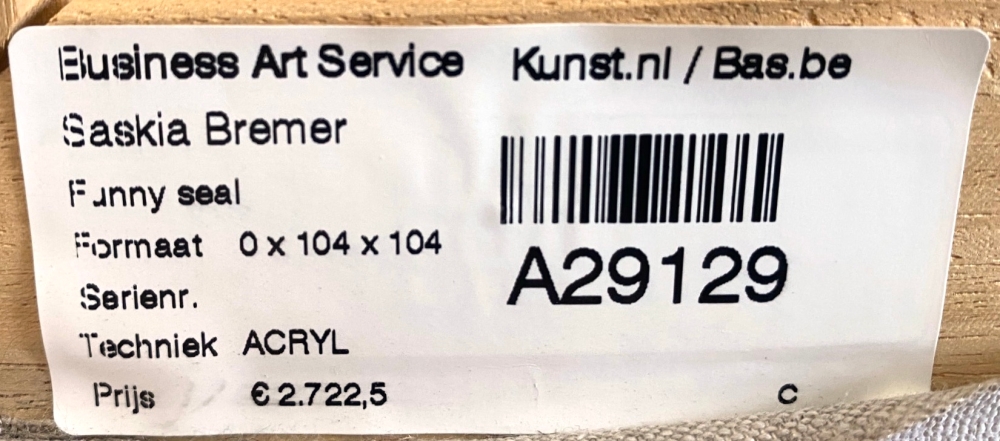 Business Art Service Kunst.nl / Bas.be
Saskia Bremer
Funny seal
Formaat 0 x 104 x 104
A29129
Serienr.
Techniek ACRYL
Prijs € 2.722,5 C